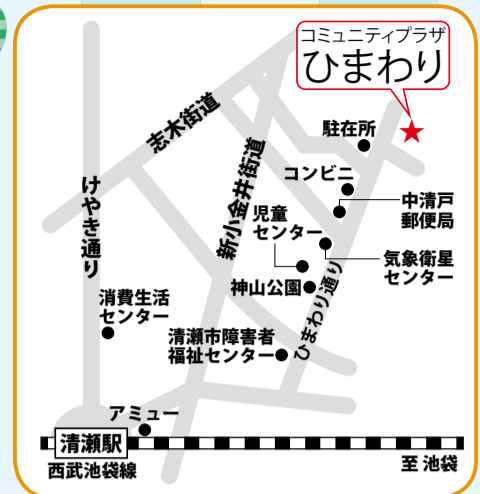 コミュニティプラザ
ひまわり
志木街道
新小金井街道
けやき通り
駐在所
コンビニ
中清戸
郵便局
児童
センター
気象衛星
センター
神山公園
ひまわり通り
消費生活
センター
清瀬市障害者
福祉センター
アミュー
清瀬駅
西武池袋線
至 池袋